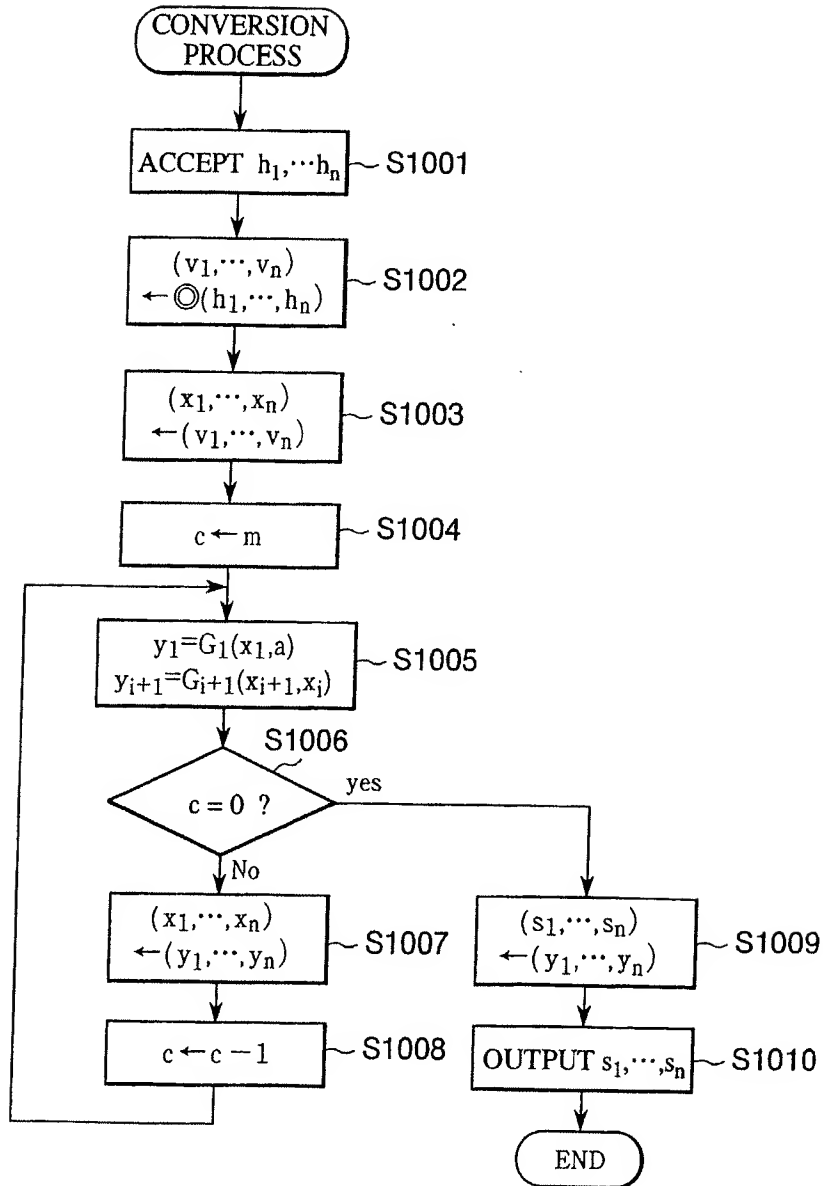 CONVERSION
PROCESS
ACCEPT h₁,⋯hₙ
S1001
(v₁,⋯,vₙ)
←◎(h₁,⋯,hₙ)
S1002
(x₁,⋯,xₙ)
←(v₁,⋯,vₙ)
S1003
c←m
S1004
y₁=G₁(x₁,a)
yᵢ₊₁=Gᵢ₊₁(xᵢ₊₁,xᵢ)
S1005
S1006
c=0 ?
yes
No
(x₁,⋯,xₙ)
←(y₁,⋯,yₙ)
S1007
c←c−1
S1008
(s₁,⋯,sₙ)
←(y₁,⋯,yₙ)
S1009
OUTPUT s₁,⋯,sₙ
S1010
END